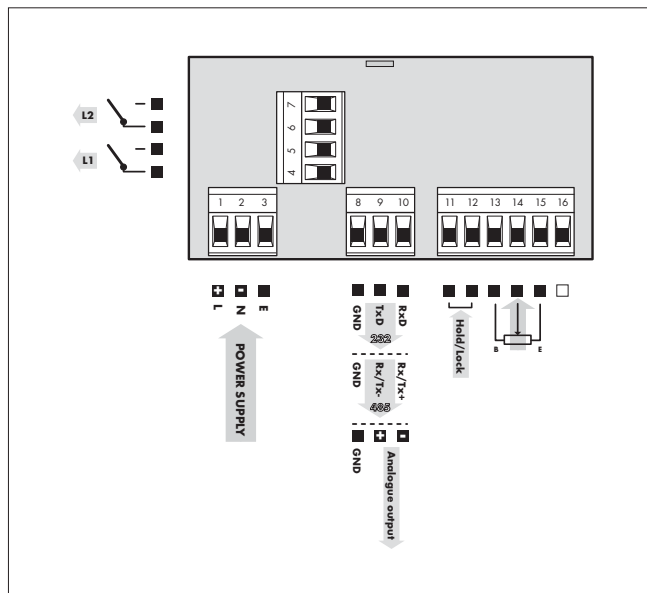 L2
L1
7
6
5
4
1 2 3
8 9 10
11 12 13 14 15 16
+ -
L N E
POWER SUPPLY
GND TxD RxD
232
GND Rx/Tx- Rx/Tx+
485
+ -
GND
Analogue output
Hold/Lock
B E